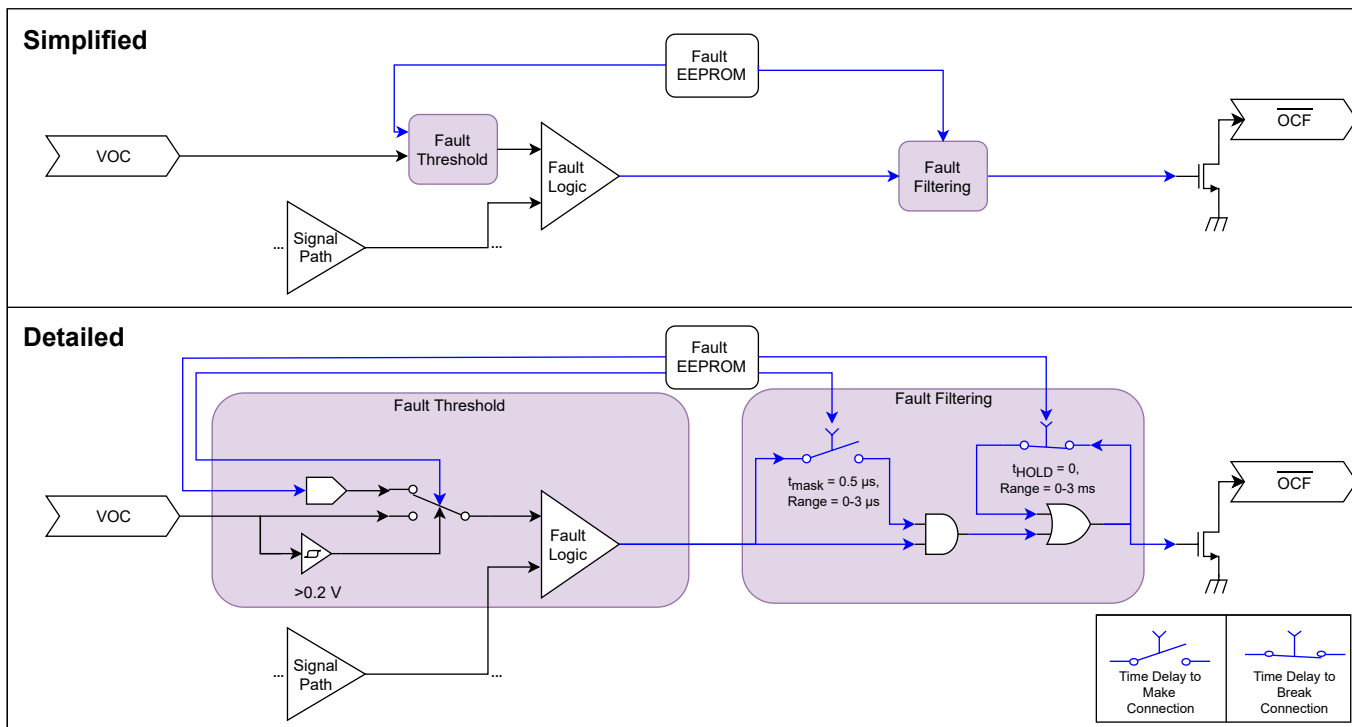 Simplified
Fault
EEPROM
OCF
VOC
Fault
Threshold
Fault
Logic
Fault
Filtering
Signal
Path
...
...
Detailed
Fault
EEPROM
Fault Threshold
Fault Filtering
tHOLD = 0,
Range = 0-3 ms
tmask = 0.5 µs,
Range = 0-3 µs
OCF
VOC
Fault
Logic
>0.2 V
Signal
Path
...
...
Time Delay to
Make
Connection
Time Delay to
Break
Connection